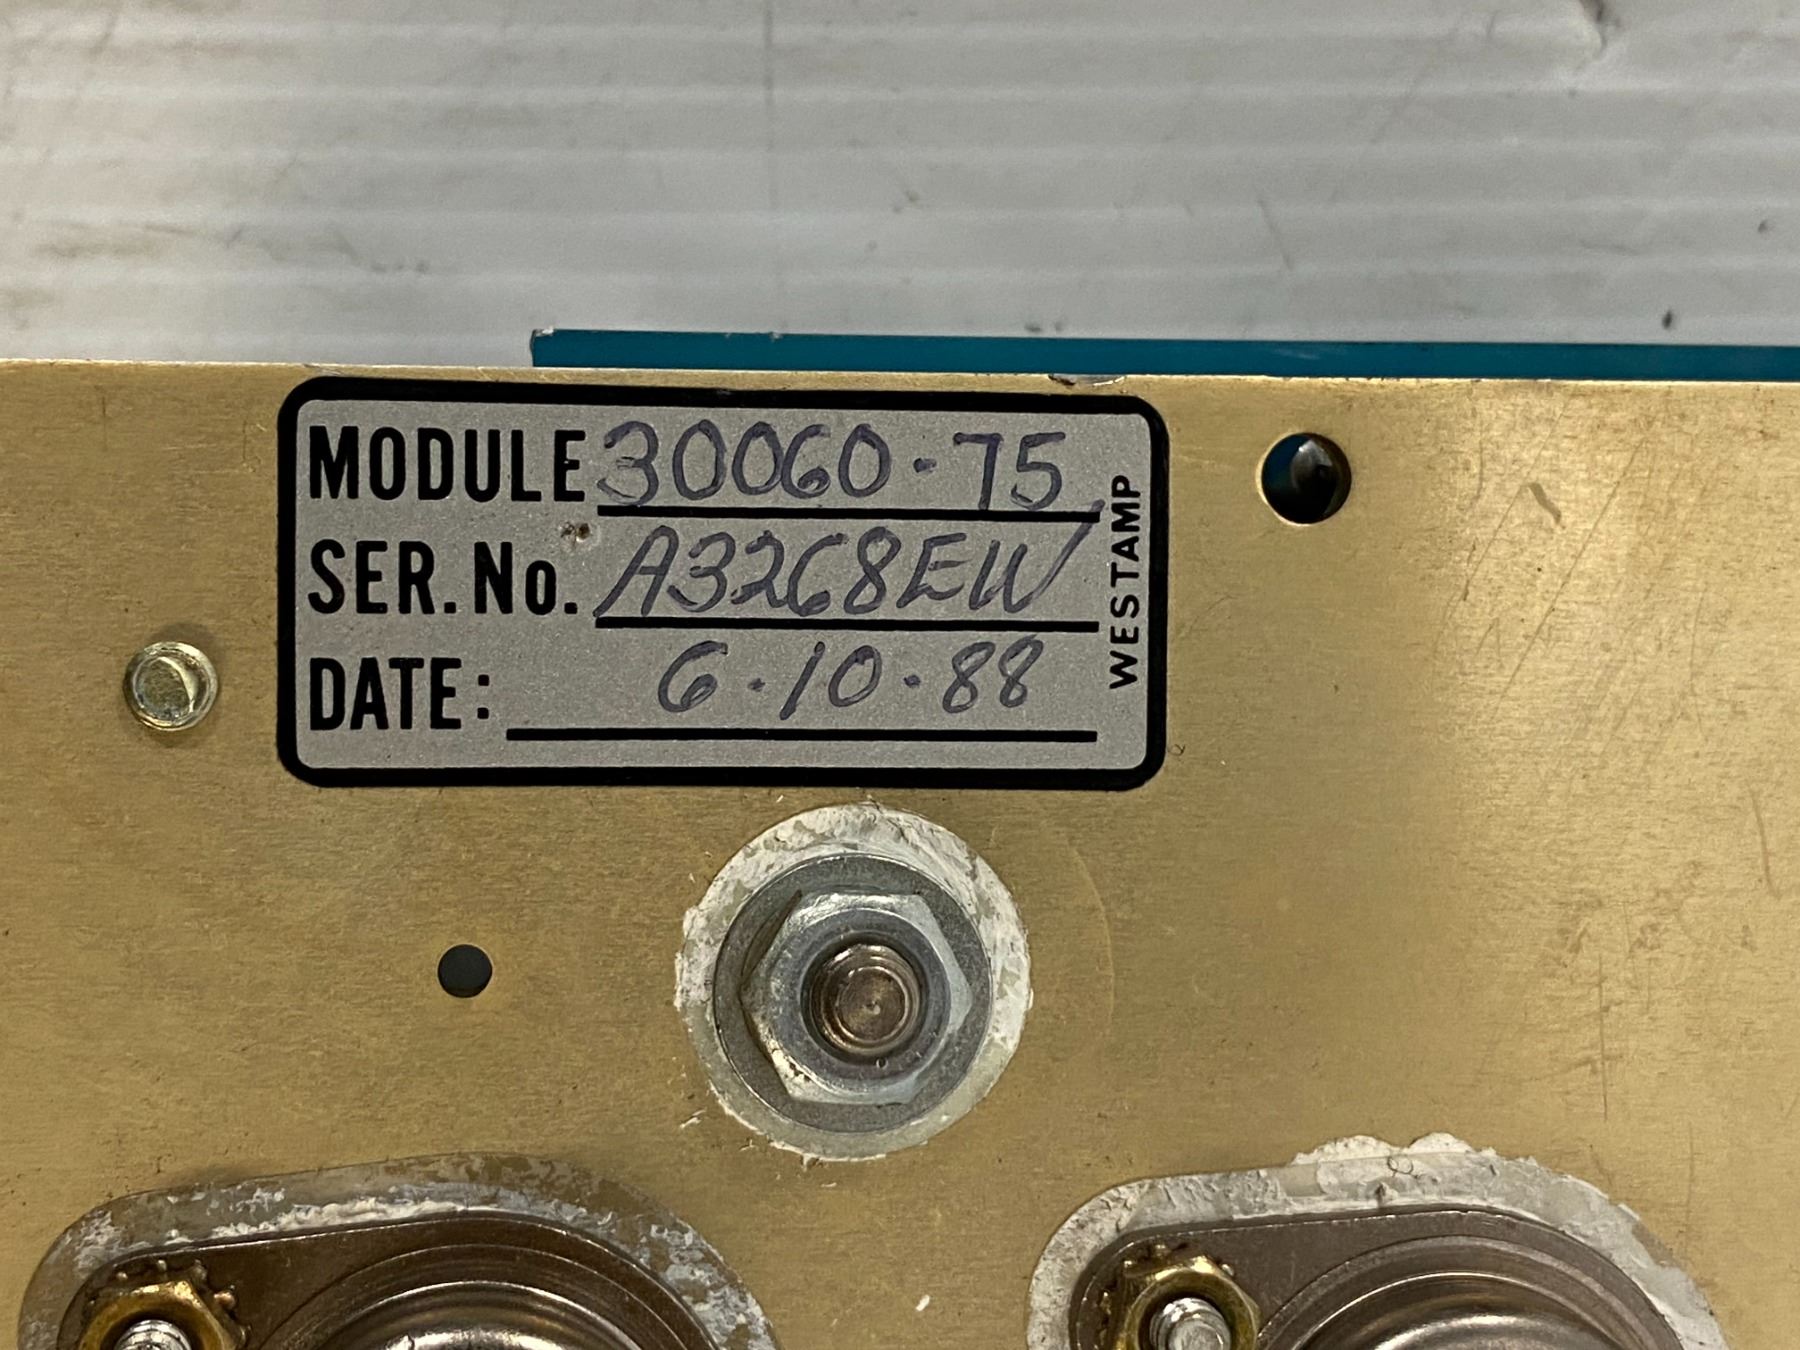 MODULE 30060-75
SER. No. A3268EW
DATE: 6·10·88
WESTAMP